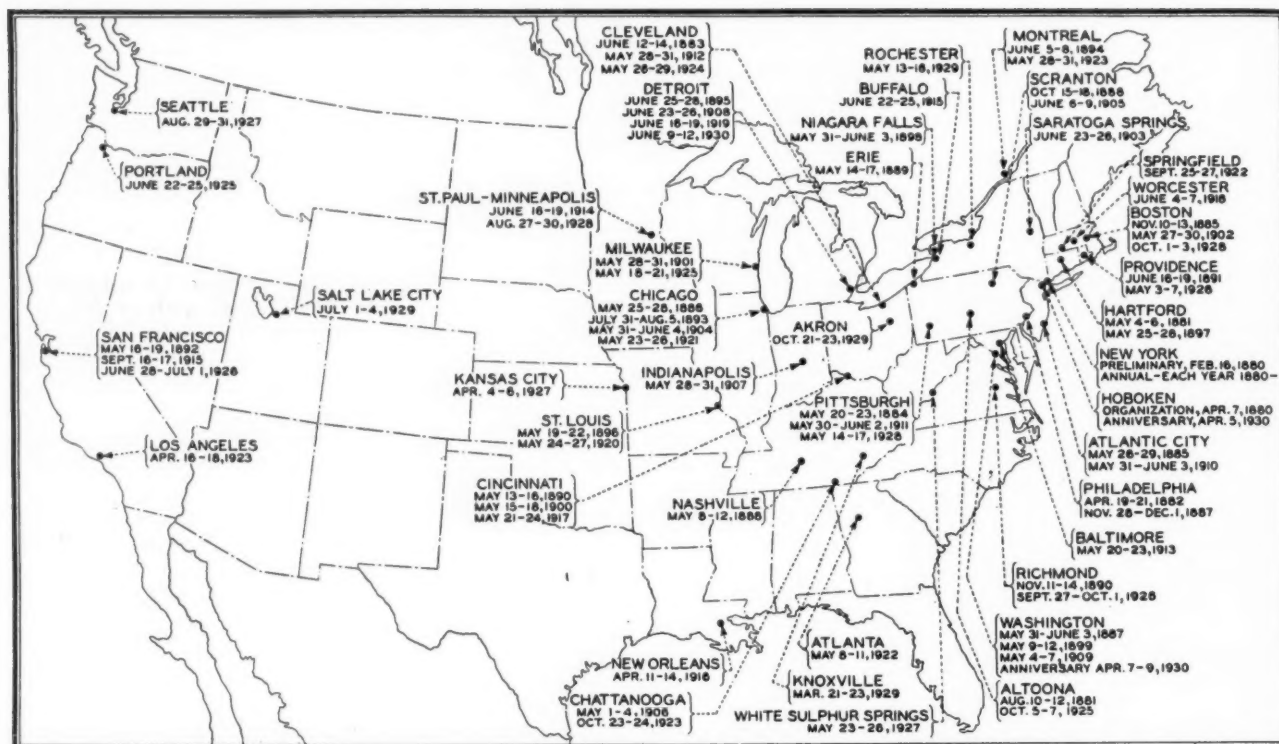 CLEVELAND
JUNE 12-14, 1883
MAY 28-31, 1912
MAY 26-29, 1924
DETROIT
JUNE 25-28, 1895
JUNE 23-26, 1908
JUNE 16-19, 1919
JUNE 9-12, 1930
ROCHESTER
MAY 13-16, 1929
BUFFALO
JUNE 22-25, 1915
NIAGARA FALLS
MAY 31-JUNE 3, 1898
ERIE
MAY 14-17, 1889
MONTREAL
JUNE 5-8, 1894
MAY 28-31, 1923
SCRANTON
OCT 15-18, 1888
JUNE 6-9, 1905
SARATOGA SPRINGS
JUNE 23-26, 1903
SPRINGFIELD
SEPT. 25-27, 1922
WORCESTER
JUNE 4-7, 1918
BOSTON
NOV. 10-13, 1885
MAY 27-30, 1902
OCT. 1-3, 1928
PROVIDENCE
JUNE 16-19, 1891
MAY 3-7, 1926
HARTFORD
MAY 4-6, 1881
MAY 25-28, 1897
NEW YORK
PRELIMINARY, FEB. 16, 1880
ANNUAL-EACH YEAR 1880-
HOBOKEN
ORGANIZATION, APR. 7, 1880
ANNIVERSARY, APR. 5, 1930
ATLANTIC CITY
MAY 26-29, 1885
MAY 31-JUNE 3, 1910
PHILADELPHIA
APR. 19-21, 1882
NOV. 28-DEC. 1, 1887
BALTIMORE
MAY 20-23, 1913
RICHMOND
NOV. 11-14, 1890
SEPT. 27-OCT. 1, 1926
WASHINGTON
MAY 31-JUNE 3, 1887
MAY 9-12, 1899
MAY 4-7, 1909
ANNIVERSARY APR. 7-9, 1930
ALTOONA
AUG. 10-12, 1881
OCT. 5-7, 1925
SEATTLE
AUG. 29-31, 1927
PORTLAND
JUNE 22-25, 1925
ST. PAUL-MINNEAPOLIS
JUNE 16-19, 1914
AUG. 27-30, 1928
MILWAUKEE
MAY 28-31, 1901
MAY 18-21, 1925
CHICAGO
MAY 25-28, 1886
JULY 31-AUG. 5, 1893
MAY 31-JUNE 4, 1904
MAY 23-26, 1921
AKRON
OCT. 21-23, 1929
SALT LAKE CITY
JULY 1-4, 1929
SAN FRANCISCO
MAY 16-19, 1892
SEPT. 16-17, 1915
JUNE 28-JULY 1, 1926
KANSAS CITY
APR. 4-6, 1927
INDIANAPOLIS
MAY 28-31, 1907
ST. LOUIS
MAY 19-22, 1896
MAY 24-27, 1920
PITTSBURGH
MAY 20-23, 1884
MAY 30-JUNE 2, 1911
MAY 14-17, 1928
LOS ANGELES
APR. 16-18, 1923
CINCINNATI
MAY 13-16, 1890
MAY 15-18, 1900
MAY 21-24, 1917
NASHVILLE
MAY 8-12, 1888
NEW ORLEANS
APR. 11-14, 1916
ATLANTA
MAY 8-11, 1922
KNOXVILLE
MAR. 21-23, 1929
CHATTANOOGA
MAY 1-4, 1906
OCT. 23-24, 1923
WHITE SULPHUR SPRINGS
MAY 23-26, 1927